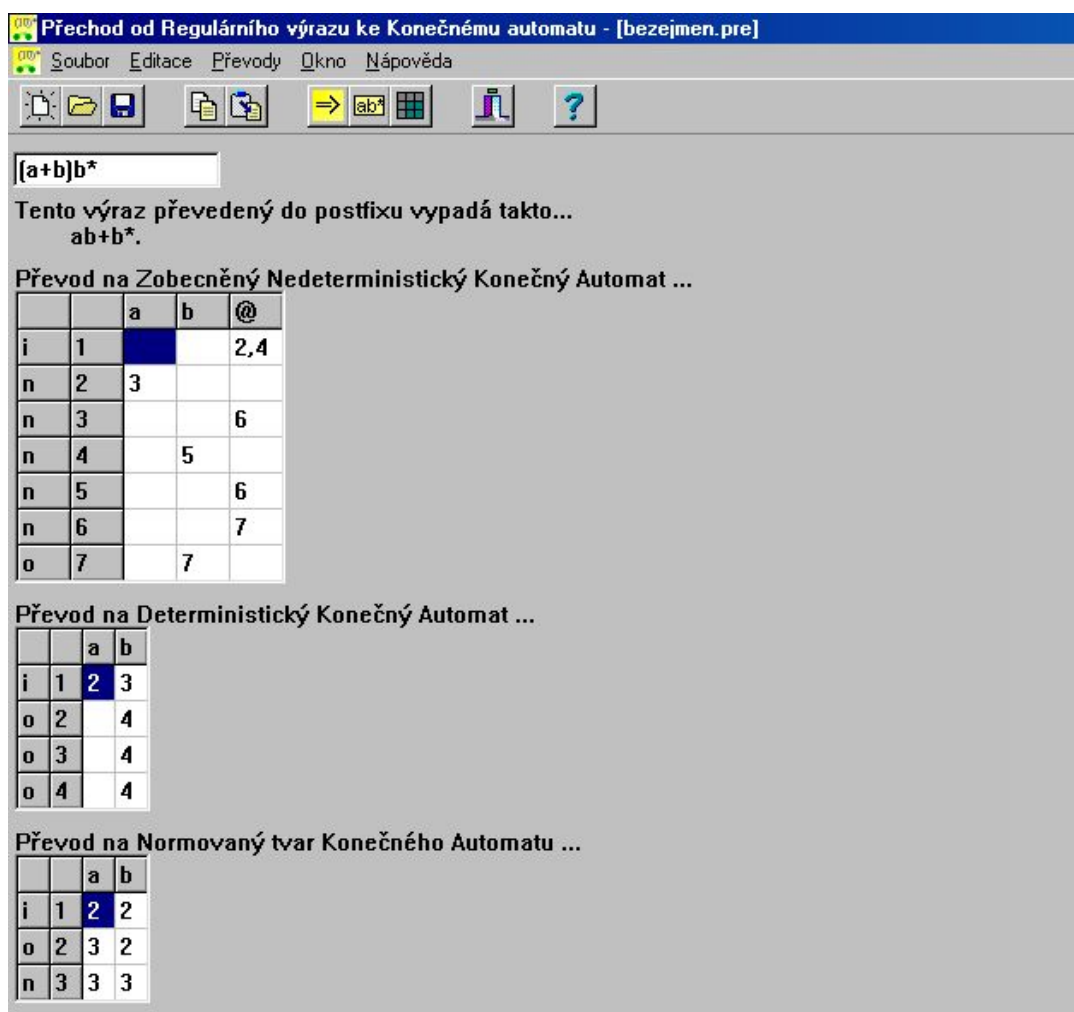 Přechod od Regulárního výrazu ke Konečnému automatu - [bezejmen.pre]
Soubor Editace Převody Okno Nápověda
ab*
(a+b)b*
Tento výraz převedený do postfixu vypadá takto...
ab+b*.
Převod na Zobecněný Nedeterministický Konečný Automat ...
a b @
i 1 2,4
n 2 3
n 3 6
n 4 5
n 5 6
n 6 7
o 7 7
Převod na Deterministický Konečný Automat ...
a b
i 1 2 3
o 2 4
o 3 4
o 4 4
Převod na Normovaný tvar Konečného Automatu ...
a b
i 1 2 2
o 2 3 2
n 3 3 3